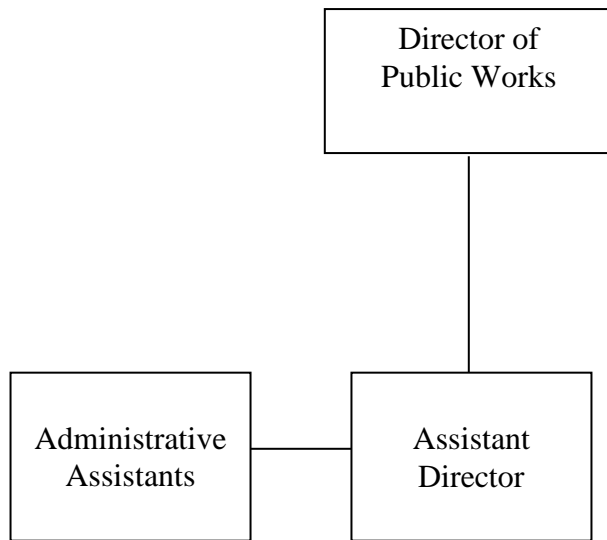 Director of
Public Works
Administrative
Assistants
Assistant
Director